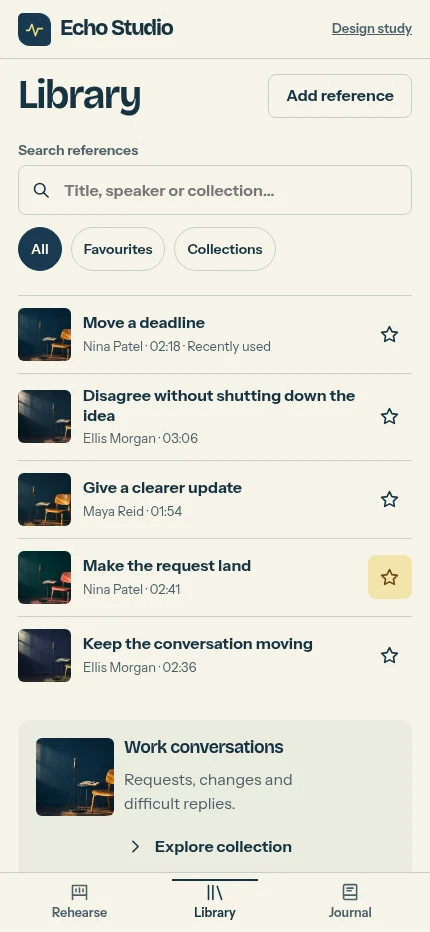 Echo Studio
Design study
Library
Add reference
Search references
Title, speaker or collection...
All
Favourites
Collections
Move a deadline
Nina Patel · 02:18 · Recently used
Disagree without shutting down the
idea
Ellis Morgan · 03:06
Give a clearer update
Maya Reid · 01:54
Make the request land
Nina Patel · 02:41
Keep the conversation moving
Ellis Morgan · 02:36
Work conversations
Requests, changes and
difficult replies.
Explore collection
Rehearse
Library
Journal